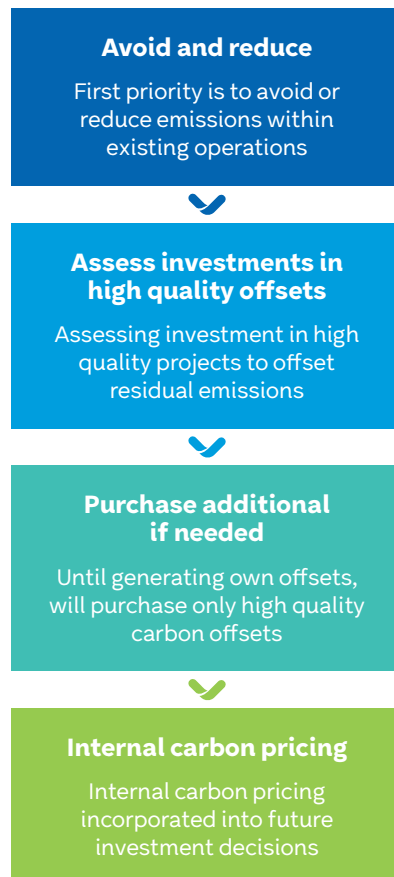 Avoid and reduce
First priority is to avoid or
reduce emissions within
existing operations
Assess investments in
high quality offsets
Assessing investment in high
quality projects to offset
residual emissions
Purchase additional
if needed
Until generating own offsets,
will purchase only high quality
carbon offsets
Internal carbon pricing
Internal carbon pricing
incorporated into future
investment decisions